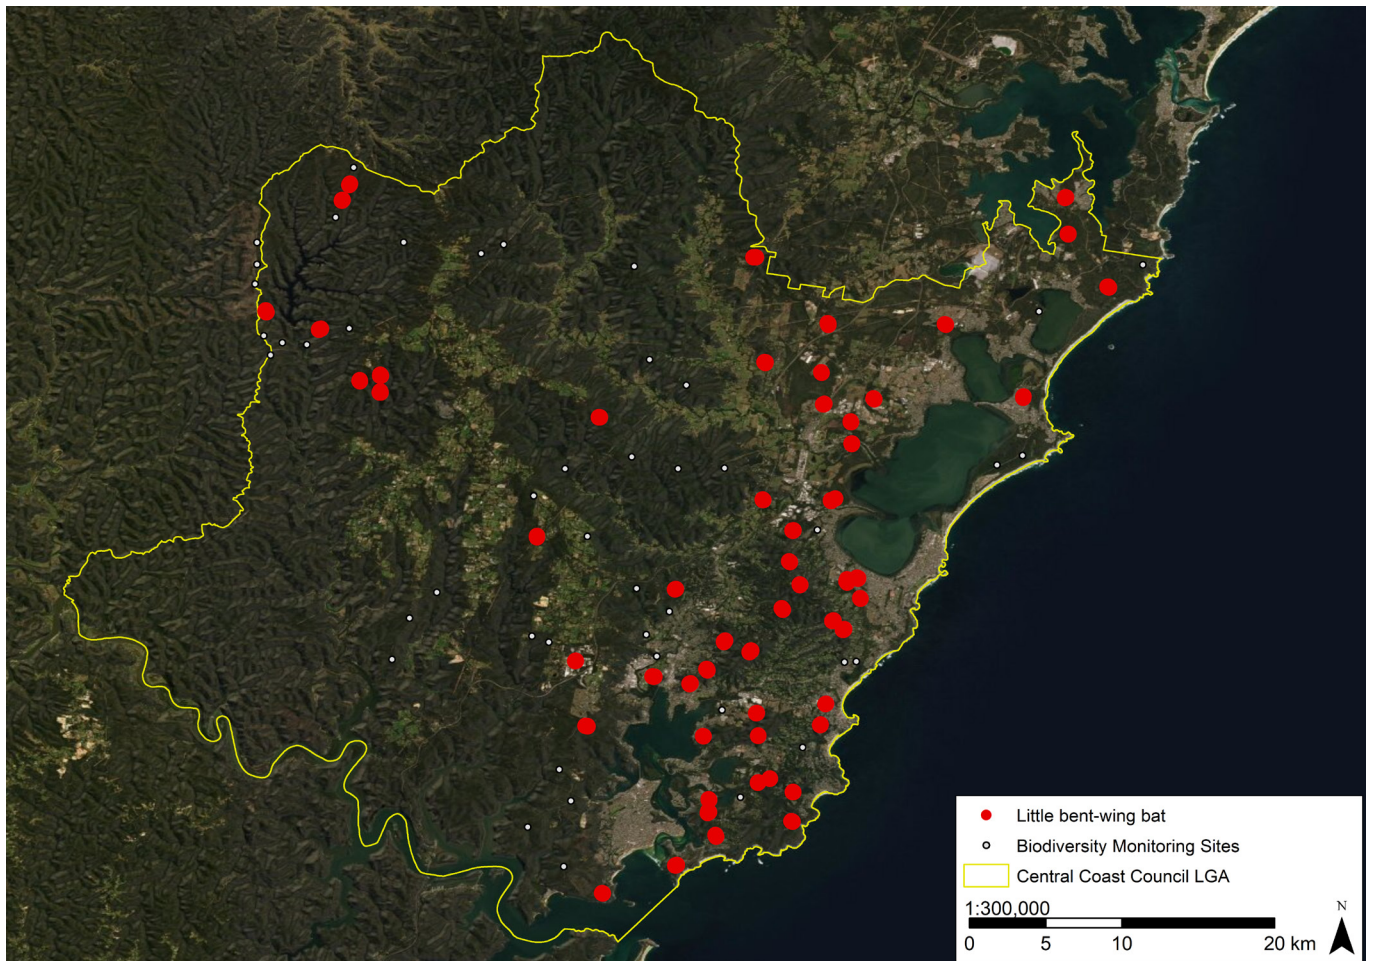 Little bent-wing bat
Biodiversity Monitoring Sites
Central Coast Council LGA
1:300,000
N
0 5 10 20 km